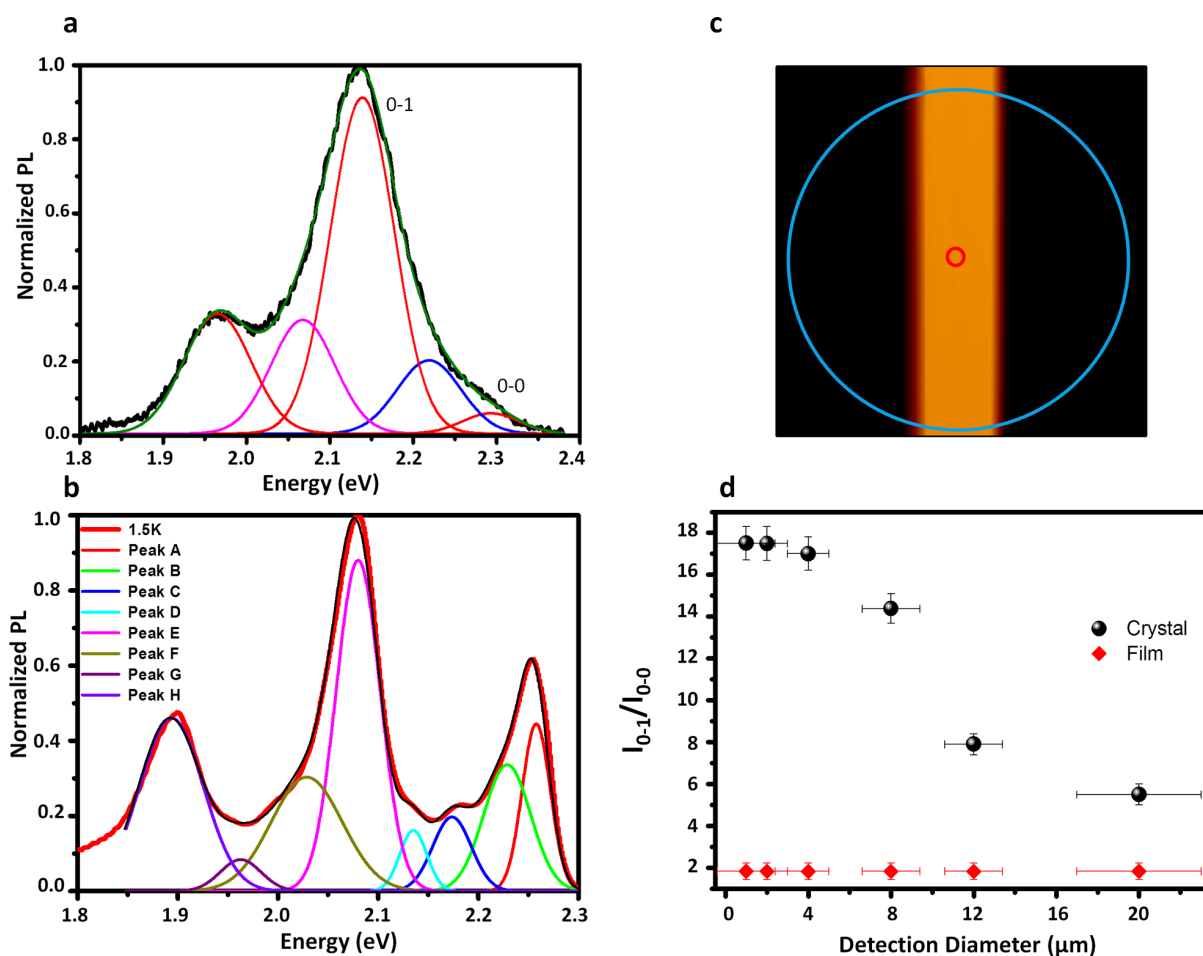 a
1.0
0.8
0.6
0.4
0.2
0.0
Normalized PL
0-1
0-0
1.8 1.9 2.0 2.1 2.2 2.3 2.4
Energy (eV)
b
1.0
0.8
0.6
0.4
0.2
0.0
Normalized PL
1.5K
Peak A
Peak B
Peak C
Peak D
Peak E
Peak F
Peak G
Peak H
1.8 1.9 2.0 2.1 2.2 2.3
Energy (eV)
c
d
18
16
14
12
10
8
6
4
2
I0-1/I0-0
Crystal
Film
0 4 8 12 16 20
Detection Diameter (μm)